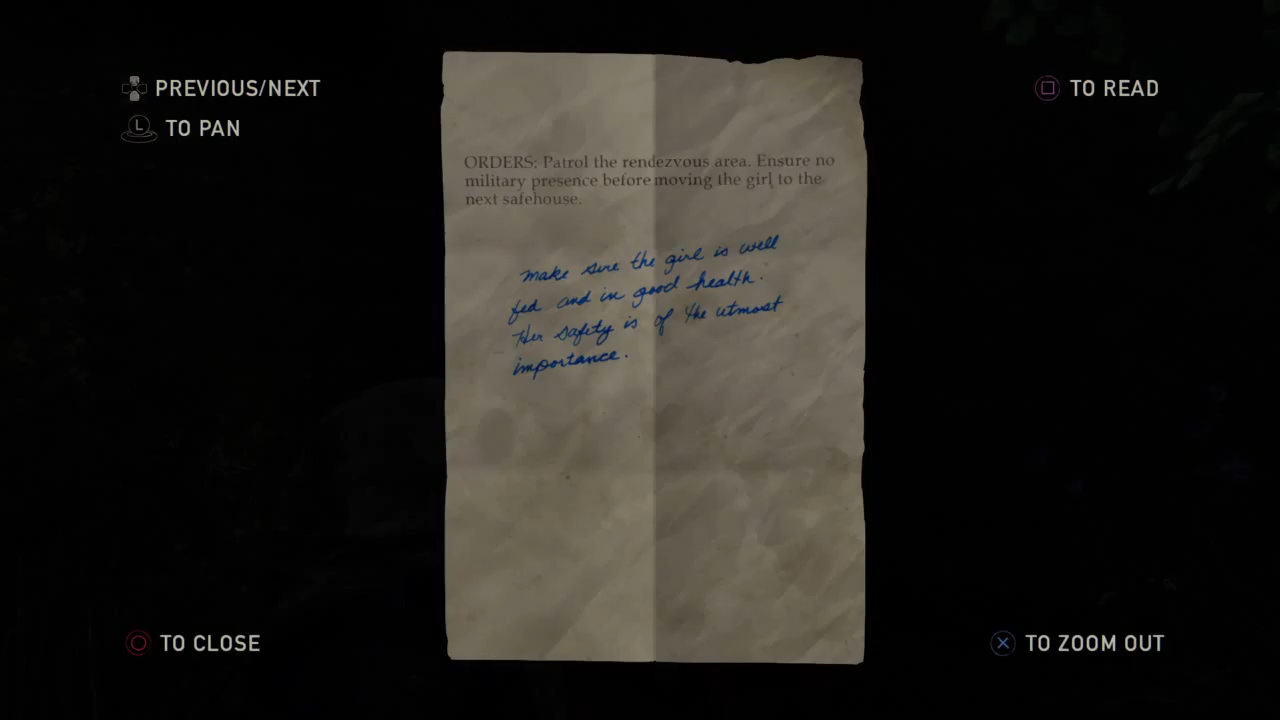 PREVIOUS/NEXT
L TO PAN
TO READ
ORDERS: Patrol the rendezvous area. Ensure no
military presence before moving the girl to the
next safehouse.
make sure the girl is well
fed and in good health.
Her safety is of the utmost
importance.
TO CLOSE
TO ZOOM OUT